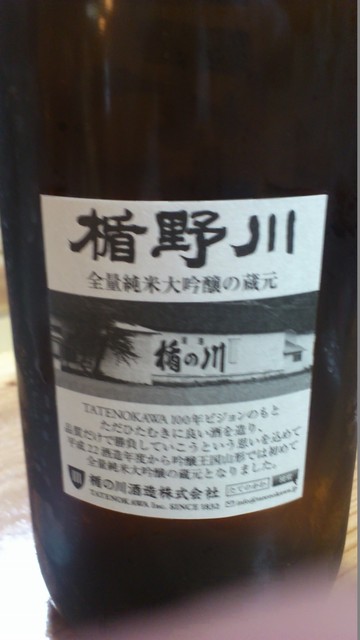 楯野川
全量純米大吟醸の蔵元
楯の川
TATENOKAWA 100年ビジョンのもと
ただひたむきに良い酒を造り、
品質だけで勝負していこうという思いを込めて
平成22酒造年度から吟醸王国山形では初めて
全量純米大吟醸の蔵元となりました。
楯の川酒造株式会社
TATENOKAWA Inc. SINCE 1832